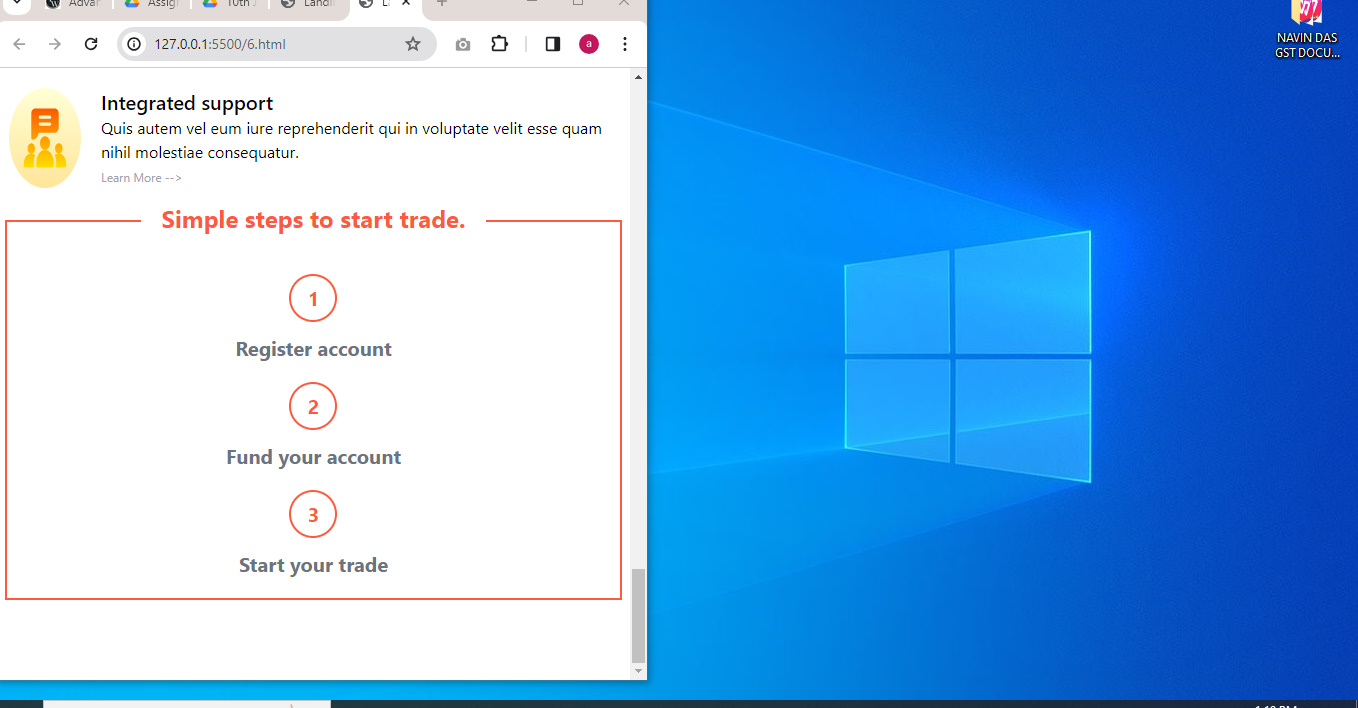 Assig
10th J
Landi
127.0.0.1:5500/6.html
a
NAVIN DAS
GST DOCU...
Integrated support
Quis autem vel eum iure reprehenderit qui in voluptate velit esse quam
nihil molestiae consequatur.
Learn More -->
Simple steps to start trade.
1
Register account
2
Fund your account
3
Start your trade